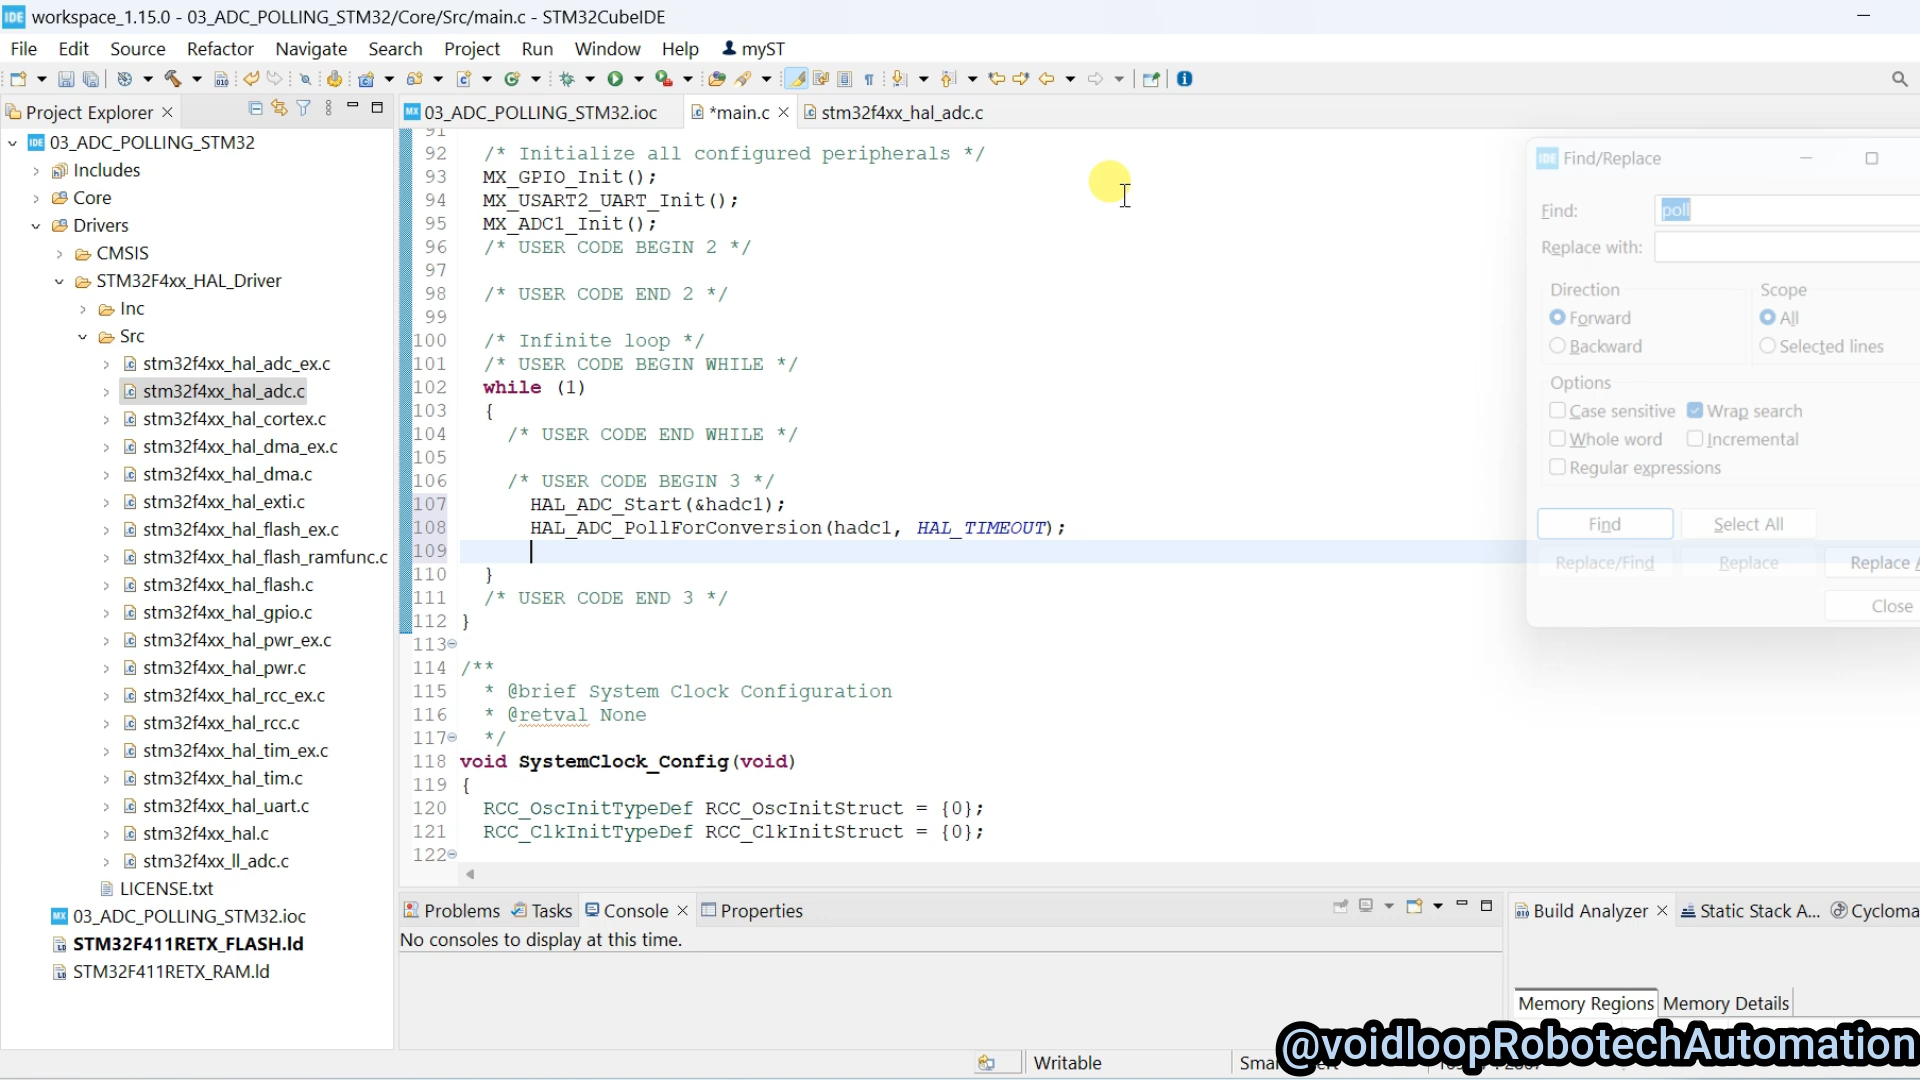 workspace_1.15.0 - 03_ADC_POLLING_STM32/Core/Src/main.c - STM32CubeIDE
File Edit Source Refactor Navigate Search Project Run Window Help myST
Project Explorer
03_ADC_POLLING_STM32
Includes
Core
Drivers
CMSIS
STM32F4xx_HAL_Driver
Inc
Src
stm32f4xx_hal_adc_ex.c
stm32f4xx_hal_adc.c
stm32f4xx_hal_cortex.c
stm32f4xx_hal_dma_ex.c
stm32f4xx_hal_dma.c
stm32f4xx_hal_exti.c
stm32f4xx_hal_flash_ex.c
stm32f4xx_hal_flash_ramfunc.c
stm32f4xx_hal_flash.c
stm32f4xx_hal_gpio.c
stm32f4xx_hal_pwr_ex.c
stm32f4xx_hal_pwr.c
stm32f4xx_hal_rcc_ex.c
stm32f4xx_hal_rcc.c
stm32f4xx_hal_tim_ex.c
stm32f4xx_hal_tim.c
stm32f4xx_hal_uart.c
stm32f4xx_hal.c
stm32f4xx_ll_adc.c
LICENSE.txt
03_ADC_POLLING_STM32.ioc
STM32F411RETX_FLASH.ld
STM32F411RETX_RAM.ld
03_ADC_POLLING_STM32.ioc *main.c stm32f4xx_hal_adc.c
91
92 /* Initialize all configured peripherals */
93 MX_GPIO_Init();
94 MX_USART2_UART_Init();
95 MX_ADC1_Init();
96 /* USER CODE BEGIN 2 */
97
98 /* USER CODE END 2 */
99
100 /* Infinite loop */
101 /* USER CODE BEGIN WHILE */
102 while (1)
103 {
104 /* USER CODE END WHILE */
105
106 /* USER CODE BEGIN 3 */
107 HAL_ADC_Start(&hadc1);
108 HAL_ADC_PollForConversion(hadc1, HAL_TIMEOUT);
109
110 }
111 /* USER CODE END 3 */
112 }
113
114 /**
115 * @brief System Clock Configuration
116 * @retval None
117 */
118 void SystemClock_Config(void)
119 {
120 RCC_OscInitTypeDef RCC_OscInitStruct = {0};
121 RCC_ClkInitTypeDef RCC_ClkInitStruct = {0};
122
Find/Replace
Find: poll
Replace with:
Direction Scope
Forward All
Backward Selected lines
Options
Case sensitive Wrap search
Whole word Incremental
Regular expressions
Find Select All
Replace/Find Replace Replace A
Close
Problems Tasks Console Properties
No consoles to display at this time.
Build Analyzer Static Stack A... Cycloma
Memory Regions Memory Details
Writable
@voidloopRobotechAutomation